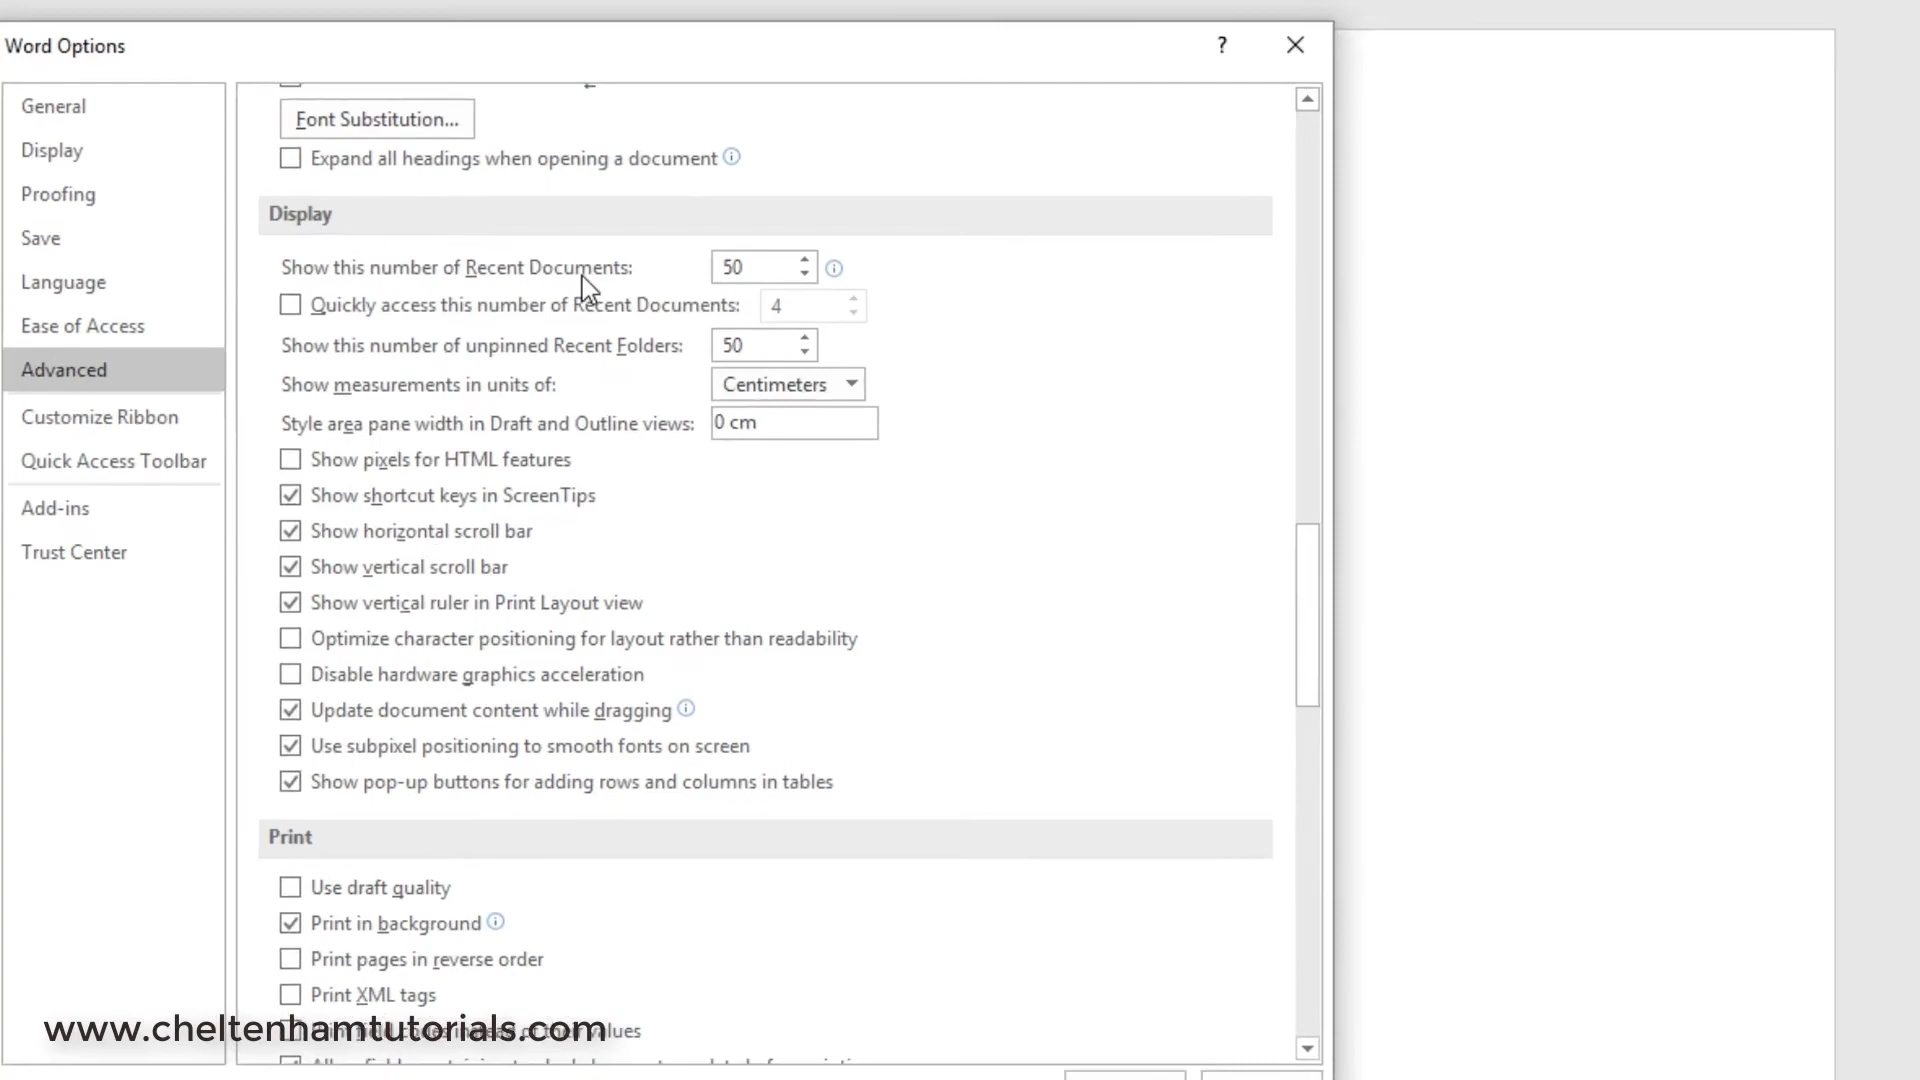 Word Options
?
General
Display
Proofing
Save
Language
Ease of Access
Advanced
Customize Ribbon
Quick Access Toolbar
Add-ins
Trust Center
Font Substitution...
Expand all headings when opening a document
Display
Show this number of Recent Documents: 50
Quickly access this number of Recent Documents: 4
Show this number of unpinned Recent Folders: 50
Show measurements in units of: Centimeters
Style area pane width in Draft and Outline views: 0 cm
Show pixels for HTML features
Show shortcut keys in ScreenTips
Show horizontal scroll bar
Show vertical scroll bar
Show vertical ruler in Print Layout view
Optimize character positioning for layout rather than readability
Disable hardware graphics acceleration
Update document content while dragging
Use subpixel positioning to smooth fonts on screen
Show pop-up buttons for adding rows and columns in tables
Print
Use draft quality
Print in background
Print pages in reverse order
Print XML tags
Print field codes instead of their values
www.cheltenhamtutorials.com